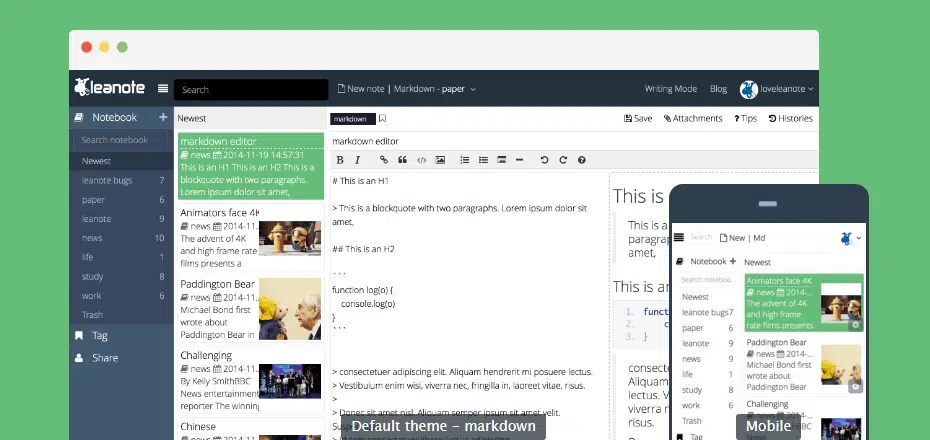 leanote
Search
New note | Markdown - paper
Writing Mode
Blog
loveleanote
Notebook
+
Search notebook
Newest
leanote bugs 7
paper 6
leanote 9
news 10
life 1
study 8
work 6
Trash
Tag
Share
Newest
markdown editor
news 2014-11-19 14:57:31
This is an H1 This is an H2 This is a
blockquote with two paragraphs.
Lorem ipsum dolor sit amet,
Animators face 4K
news 2014-11...
The advent of 4K
and high frame rate
films presents a
Paddington Bear
news 2014-11...
Michael Bond first
wrote about
Paddington Bear in
Challenging
news 2014-11...
By Keily SmithBBC
News entertainment
reporter The winning
Chinese
news 2014-11...
markdown
Save
Attachments
? Tips
Histories
markdown editor
B I
# This is an H1
> This is a blockquote with two paragraphs. Lorem ipsum dolor sit
amet,
## This is an H2
```
function log(o) {
console.log(o)
}
```
> consectetuer adipiscing elit. Aliquam hendrerit mi posuere lectus.
> Vestibulum enim wisi, viverra nec, fringilla in, laoreet vitae, risus.
>
> Donec sit amet nisl. Aliquam semper ipsum sit amet velit.
This is
This is a
paragrap
amet,
This is an
1. func
2. c
3. }
consecte
Aliquam
lectus. V
viverra n
risus.
Search
New | Md
Notebook +
Search noteboo
Newest
leanote bugs 7
paper 6
leanote 9
news 9
life 1
study 8
work 6
Trash
Tag
Newest
Animators face 4K
news 2014-...
The advent of 4K
and high frame
rate films presents
Paddington Bear
news 2014-...
Michael Bond first
wrote about
Paddington Bear
Challenging
news 2014-...
By Keily SmithBBC
News
Default theme – markdown
Mobile